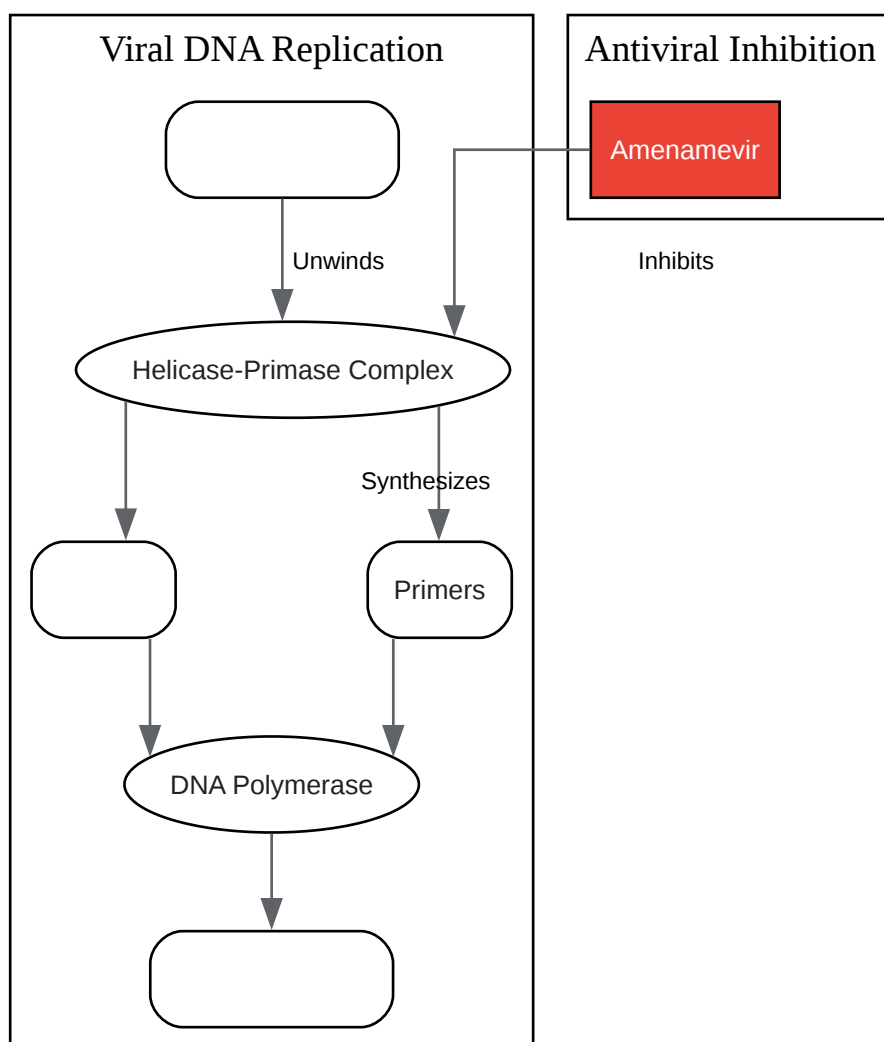 Viral DNA Replication
Antiviral Inhibition
Amenamevir
Unwinds
Inhibits
Helicase-Primase Complex
Synthesizes
Primers
DNA Polymerase